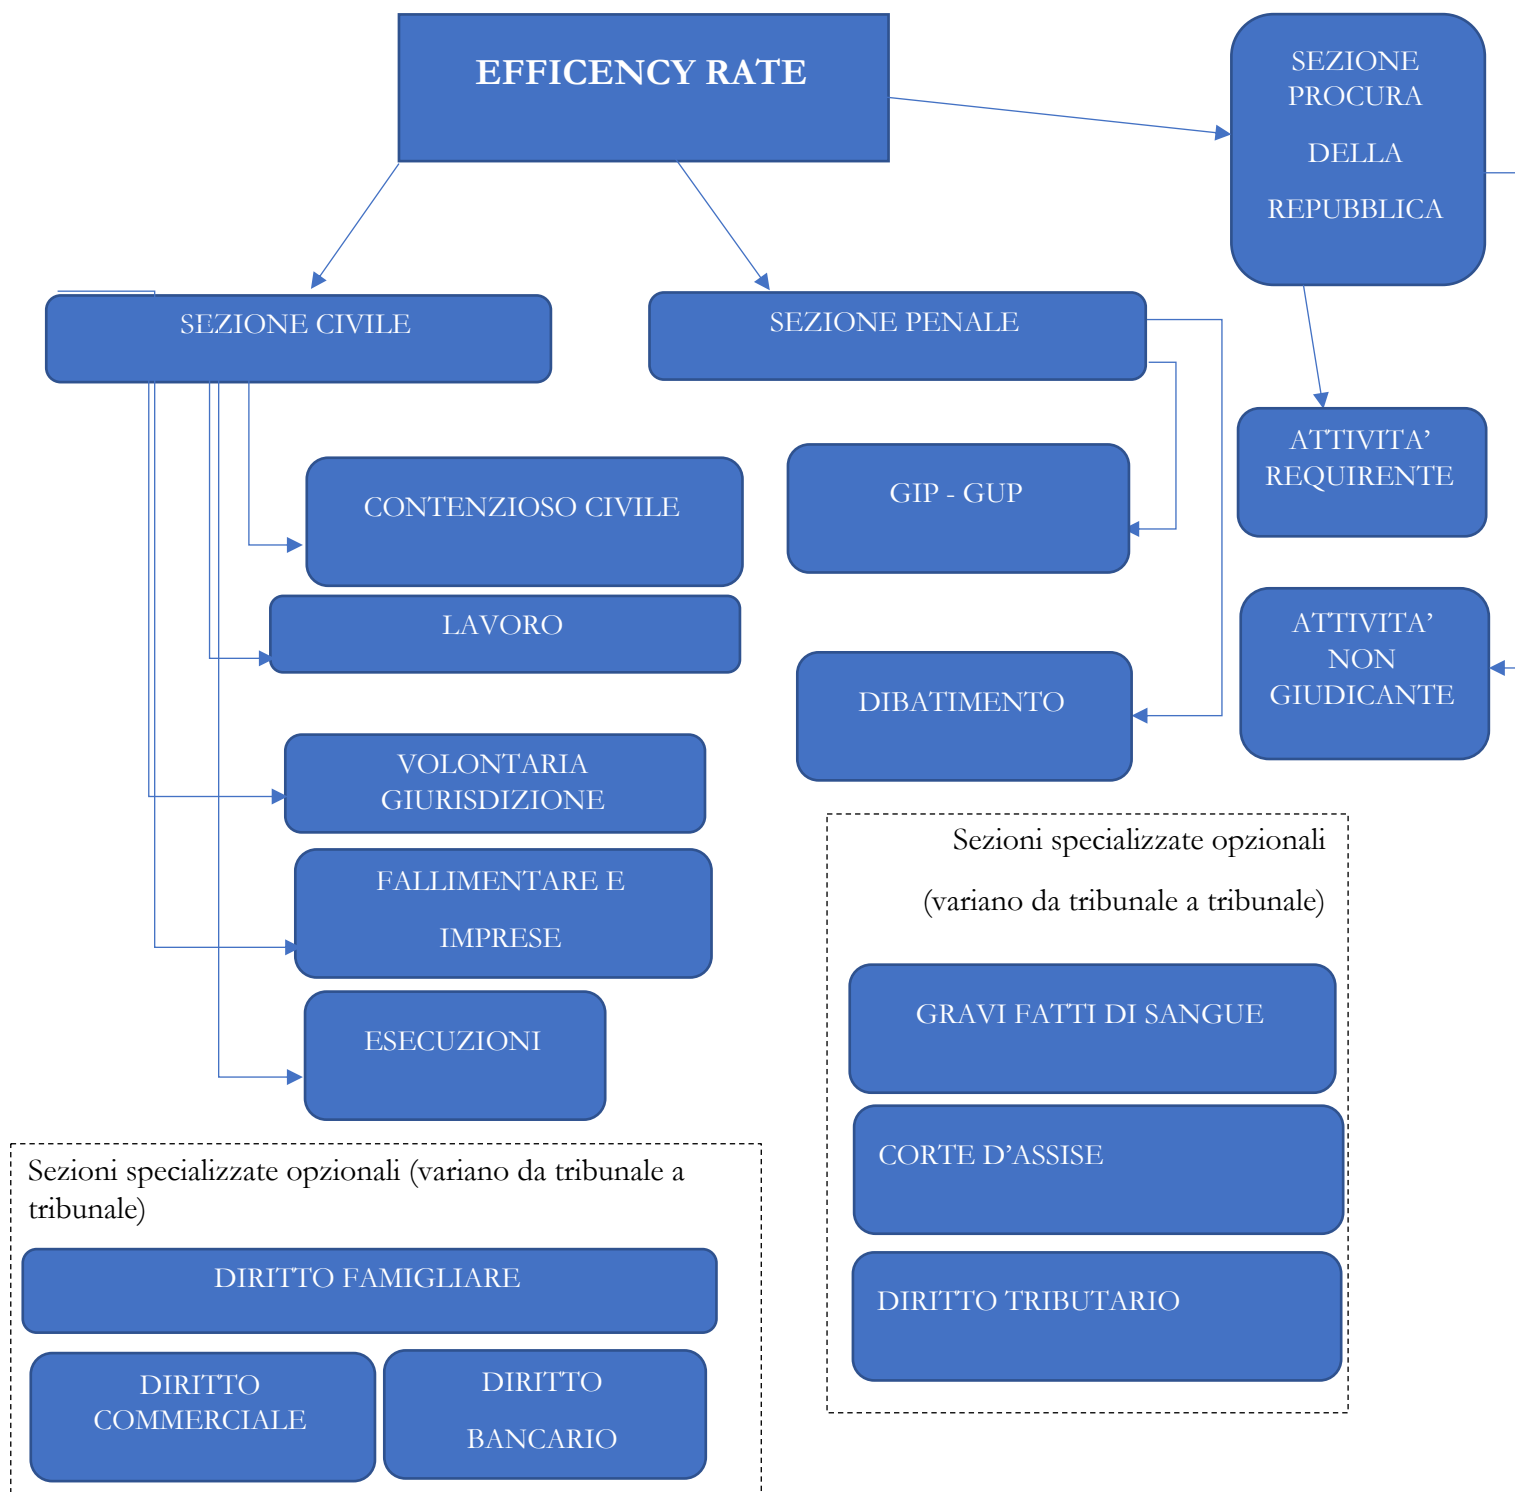 EFFICENCY RATE
SEZIONE
PROCURA
DELLA
REPUBBLICA
SEZIONE CIVILE
SEZIONE PENALE
ATTIVITA’
REQUIRENTE
CONTENZIOSO CIVILE
GIP - GUP
LAVORO
ATTIVITA’
NON
GIUDICANTE
DIBATIMENTO
VOLONTARIA
GIURISDIZIONE
FALLIMENTARE E
IMPRESE
ESECUZIONI
Sezioni specializzate opzionali
(variano da tribunale a tribunale)
GRAVI FATTI DI SANGUE
CORTE D’ASSISE
DIRITTO TRIBUTARIO
Sezioni specializzate opzionali (variano da tribunale a
tribunale)
DIRITTO FAMIGLIARE
DIRITTO
COMMERCIALE
DIRITTO
BANCARIO